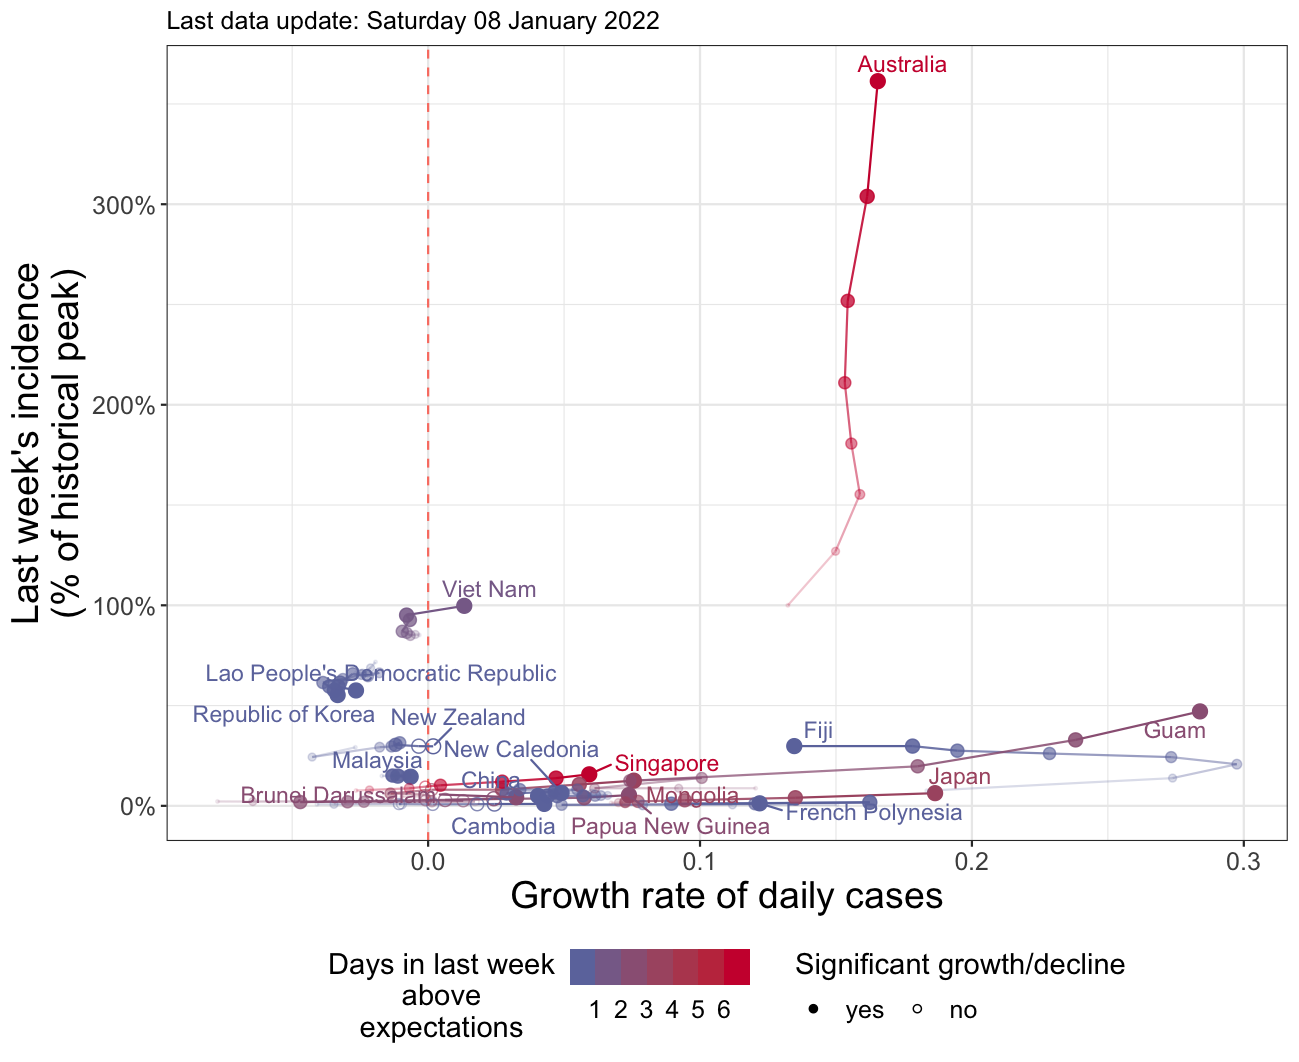 Last data update: Saturday 08 January 2022
Last week's incidence
(% of historical peak)
300%
200%
100%
0%
Australia
Viet Nam
Lao People's Democratic Republic
Republic of Korea
New Zealand
Fiji
Guam
New Caledonia
Malaysia
Singapore
China
Japan
Brunei Darussalam
Mongolia
French Polynesia
Cambodia
Papua New Guinea
0.0
0.1
0.2
0.3
Growth rate of daily cases
Days in last week
above
expectations
1 2 3 4 5 6
Significant growth/decline
yes
no